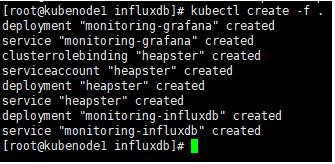 [root@kubenode1 influxdb]# kubectl create -f .
deployment "monitoring-grafana" created
service "monitoring-grafana" created
clusterrolebinding "heapster" created
serviceaccount "heapster" created
deployment "heapster" created
service "heapster" created
deployment "monitoring-influxdb" created
service "monitoring-influxdb" created
[root@kubenode1 influxdb]#